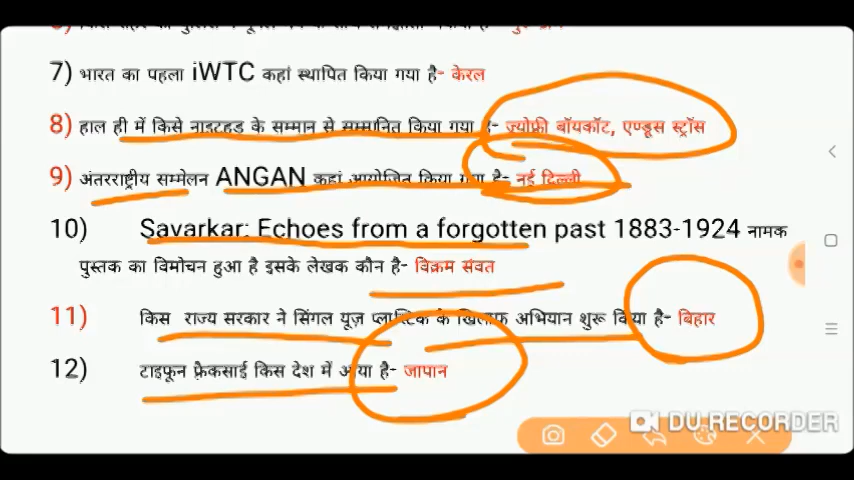 7) भारत का पहला iWTC कहां स्थापित किया गया है- केरल
8) हाल ही में किसे नाइटहुड के सम्मान से सम्मानित किया गया है- ज्योफ्री बॉयकॉट, एण्ड्रूस स्ट्रॉस
9) अंतरराष्ट्रीय सम्मेलन ANGAN कहां आयोजित किया गया है- नई दिल्ली
10) Savarkar: Echoes from a forgotten past 1883-1924 नामक
पुस्तक का विमोचन हुआ है इसके लेखक कौन है- विक्रम संवत
11) किस राज्य सरकार ने सिंगल यूज़ प्लास्टिक के खिलाफ अभियान शुरू किया है- बिहार
12) टाइफून फ्रैकसाई किस देश में आया है- जापान
DU RECORDER